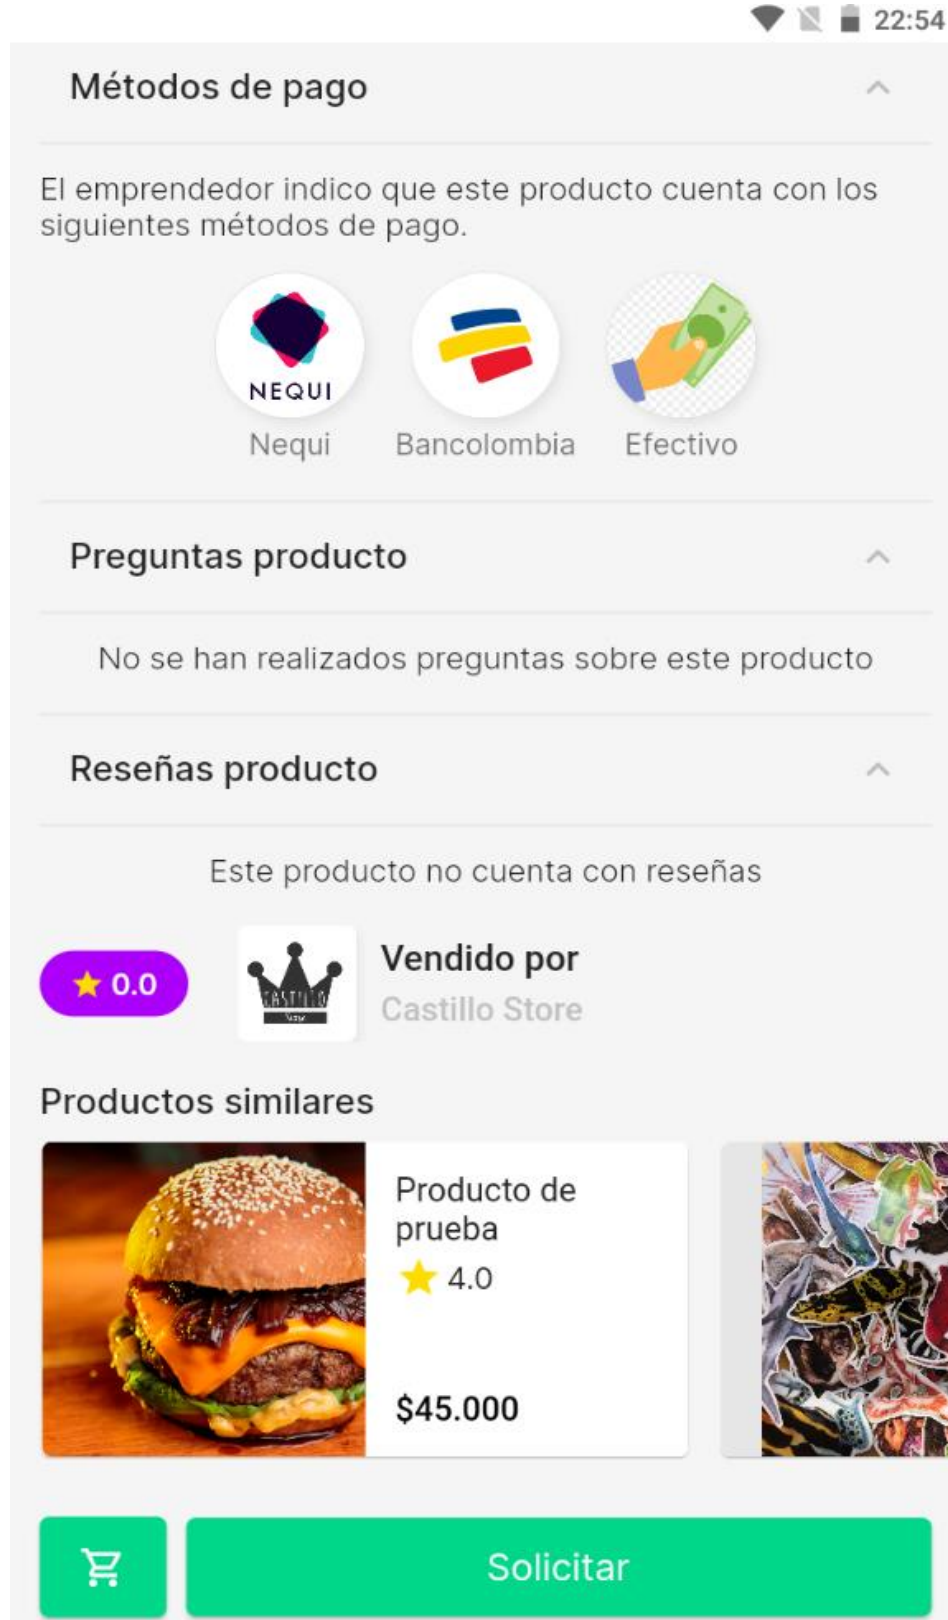 22:54
Métodos de pago
El emprendedor indico que este producto cuenta con los
siguientes métodos de pago.
NEQUI
Nequi Bancolombia Efectivo
Preguntas producto
No se han realizados preguntas sobre este producto
Reseñas producto
Este producto no cuenta con reseñas
0.0
CASTILLO
Vendido por
Castillo Store
Productos similares
Producto de
prueba
4.0
$45.000
Solicitar